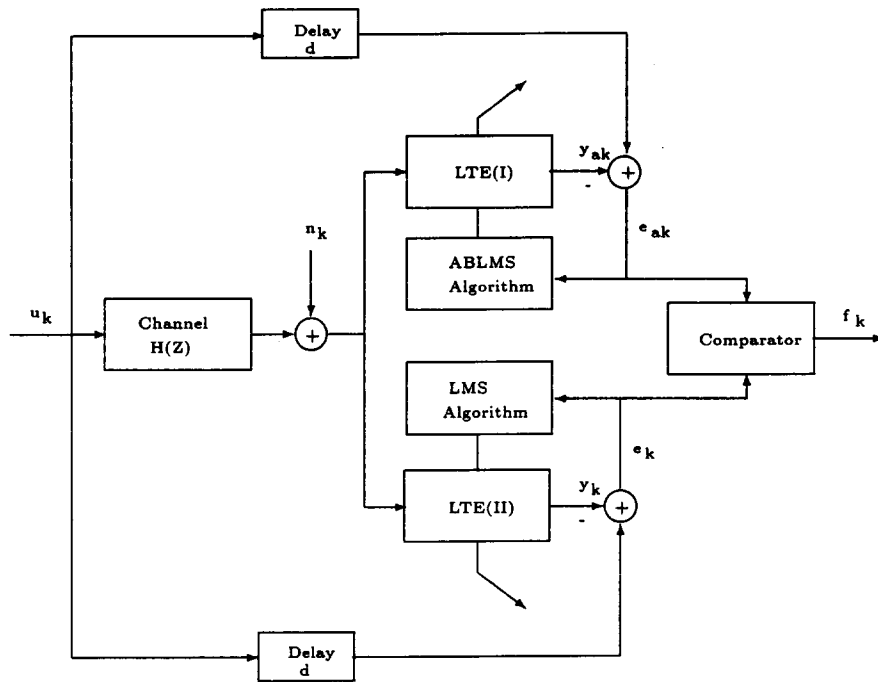 Delay
d
y ak
LTE(I)
+
-
n k
e ak
ABLMS
Algorithm
u k
Channel
H(Z)
+
f k
Comparator
LMS
Algorithm
e k
y k
LTE(II)
+
-
Delay
d